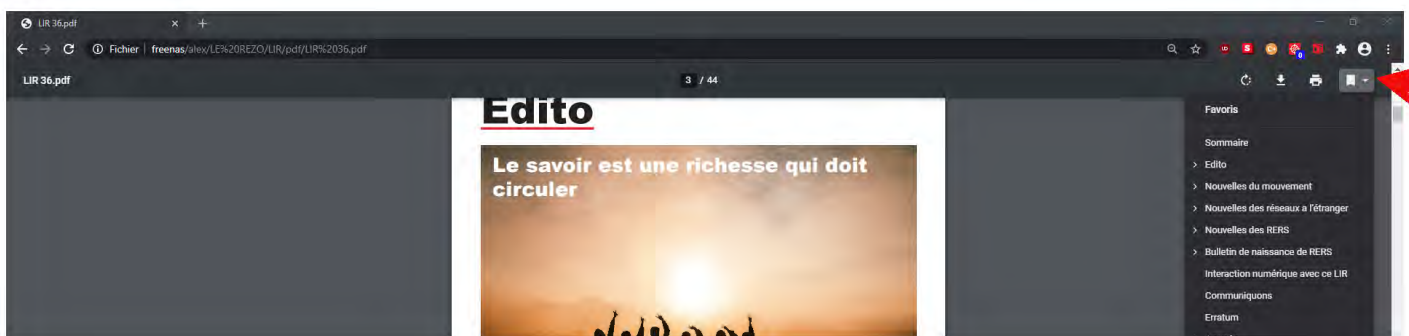 LIR 36.pdf
Fichier | freenas/alex/LE%20REZO/LIR/pdf/LIR%2036.pdf
LIR 36.pdf
3 / 44
Edito
Le savoir est une richesse qui doit
circuler
Favoris
Sommaire
Edito
Nouvelles du mouvement
Nouvelles des réseaux a l'étranger
Nouvelles des RERS
Bulletin de naissance de RERS
Interaction numérique avec ce LIR
Communiquons
Erratum